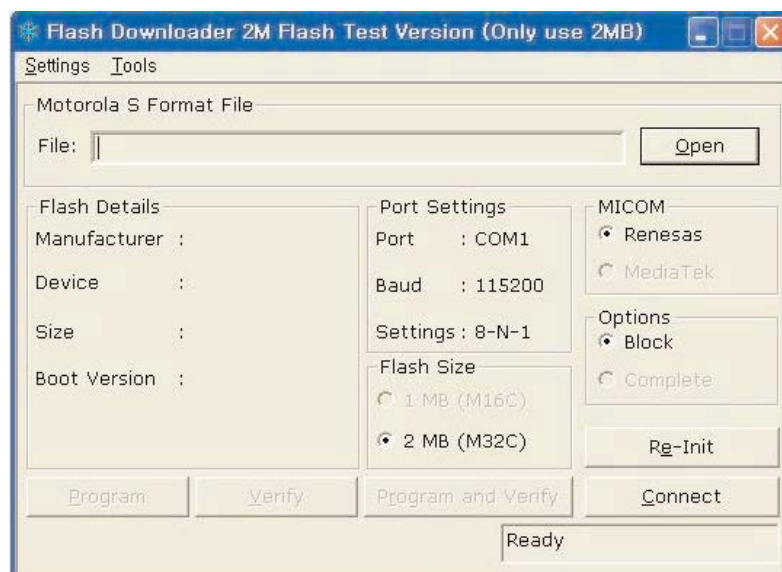 Flash Downloader 2M Flash Test Version (Only use 2MB)
Settings Tools
Motorola S Format File
File:
Open
Flash Details
Manufacturer :
Device :
Size :
Boot Version :
Port Settings
Port : COM1
Baud : 115200
Settings : 8-N-1
Flash Size
1 MB (M16C)
2 MB (M32C)
MICOM
Renesas
MediaTek
Options
Block
Complete
Re-Init
Program
Verify
Program and Verify
Connect
Ready